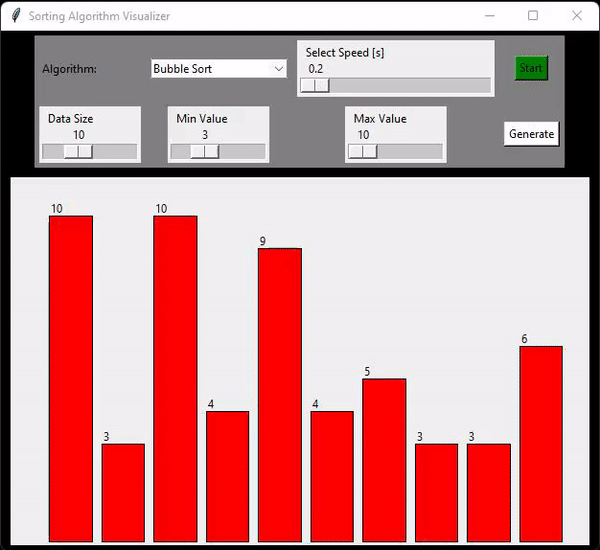 Sorting Algorithm Visualizer
Algorithm:
Bubble Sort
Select Speed [s]
0.2
Start
Data Size
10
Min Value
3
Max Value
10
Generate
10
3
10
4
9
4
5
3
3
6